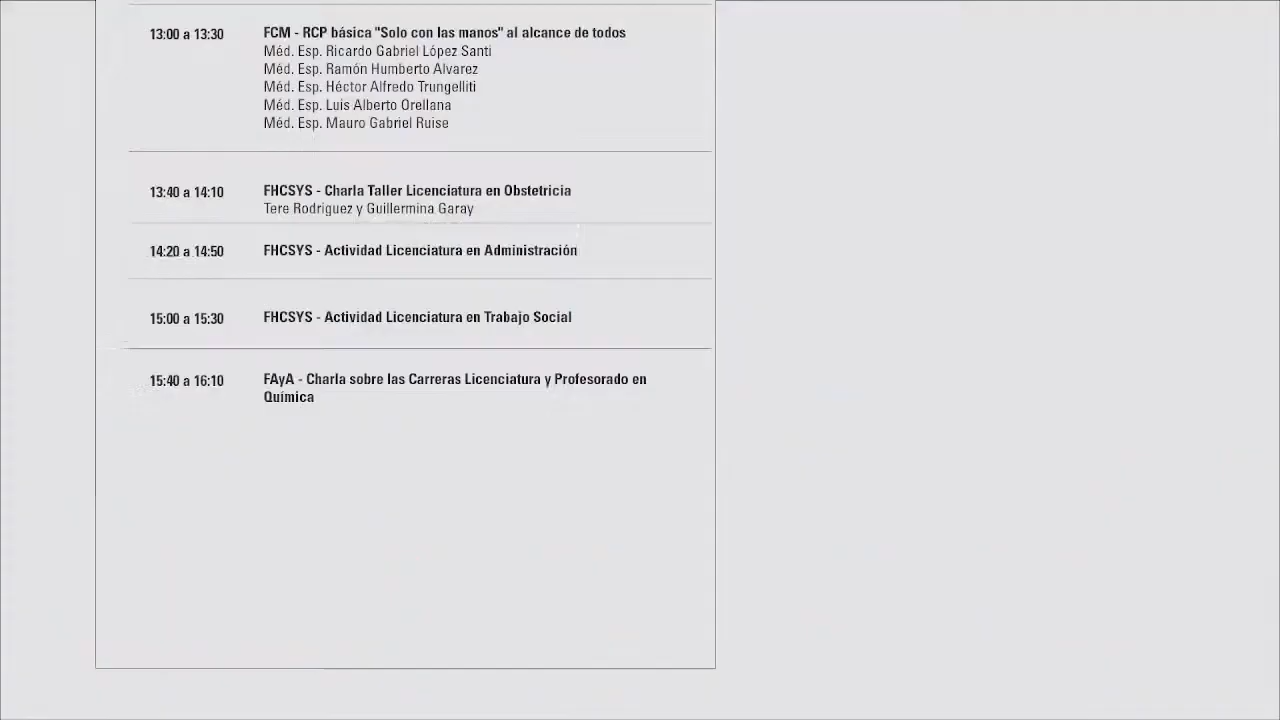 13:00 a 13:30 FCM - RCP básica "Solo con las manos" al alcance de todos
Méd. Esp. Ricardo Gabriel López Santi
Méd. Esp. Ramón Humberto Alvarez
Méd. Esp. Héctor Alfredo Trungelliti
Méd. Esp. Luis Alberto Orellana
Méd. Esp. Mauro Gabriel Ruise
13:40 a 14:10 FHCSYS - Charla Taller Licenciatura en Obstetricia
Tere Rodriguez y Guillermina Garay
14:20 a 14:50 FHCSYS - Actividad Licenciatura en Administración
15:00 a 15:30 FHCSYS - Actividad Licenciatura en Trabajo Social
15:40 a 16:10 FAyA - Charla sobre las Carreras Licenciatura y Profesorado en
Química